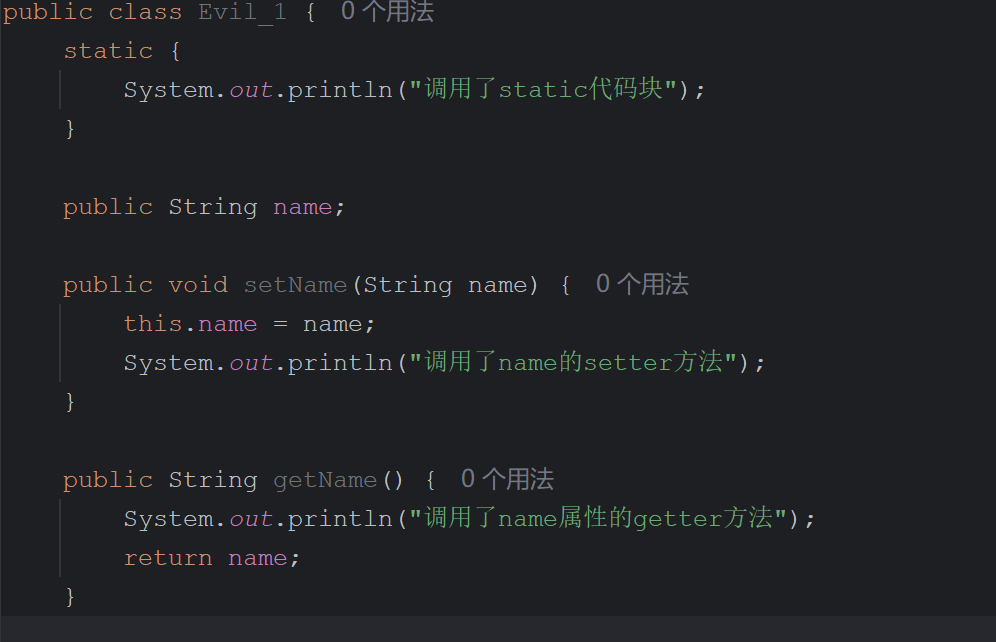 public class Evil_1 { 0 个用法
static {
System.out.println("调用了static代码块");
}
public String name;
public void setName(String name) { 0 个用法
this.name = name;
System.out.println("调用了name的setter方法");
}
public String getName() { 0 个用法
System.out.println("调用了name属性的getter方法");
return name;
}